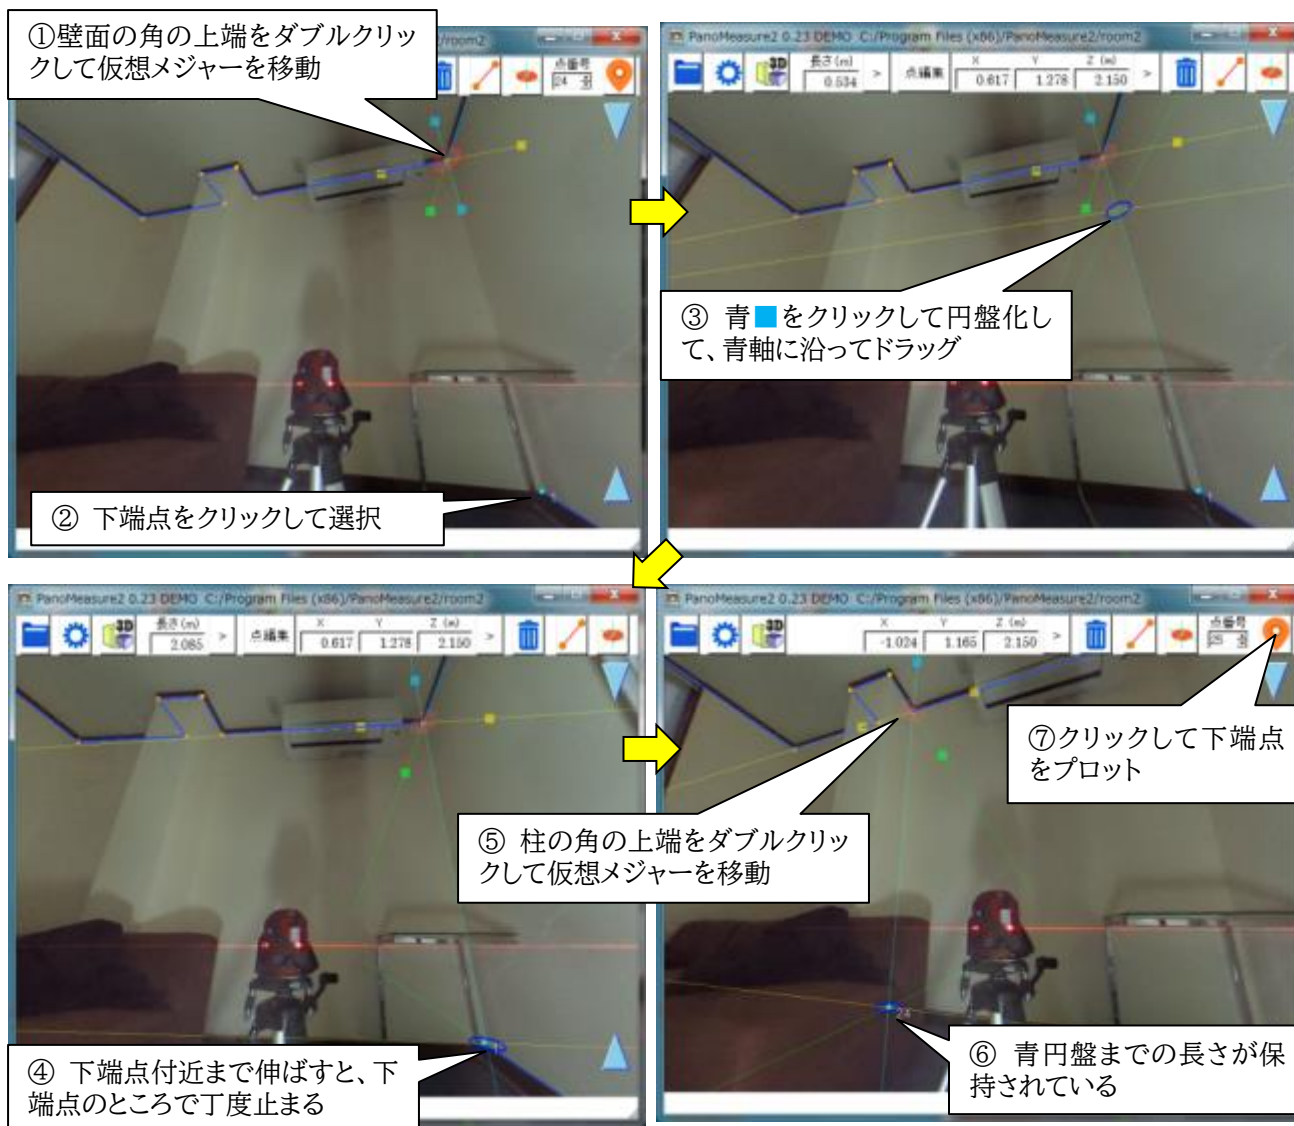 ①壁面の角の上端をダブルクリッ
クして仮想メジャーを移動
/room2
点番号
24
② 下端点をクリックして選択
PanoMeasure2 0.23 DEMO C:/Program Files (x86)/PanoMeasure2/room2
3D
長さ(m)
0.534
>
点編集
X Y Z (m)
0.617 1.278 2.150
>
③ 青■をクリックして円盤化し
て、青軸に沿ってドラッグ
PanoMeasure2 0.23 DEMO C:/Program Files (x86)/PanoMeasure2/room2
3D
長さ(m)
2.065
>
点編集
X Y Z (m)
0.617 1.278 2.150
>
④ 下端点付近まで伸ばすと、下
端点のところで丁度止まる
PanoMeasure2 0.23 DEMO C:/Program Files (x86)/PanoMeasure2/room2
3D
X Y Z (m)
-1.024 1.165 2.150
>
点番号
25
⑦クリックして下端点
をプロット
⑤ 柱の角の上端をダブルクリッ
クして仮想メジャーを移動
⑥ 青円盤までの長さが保
持されている